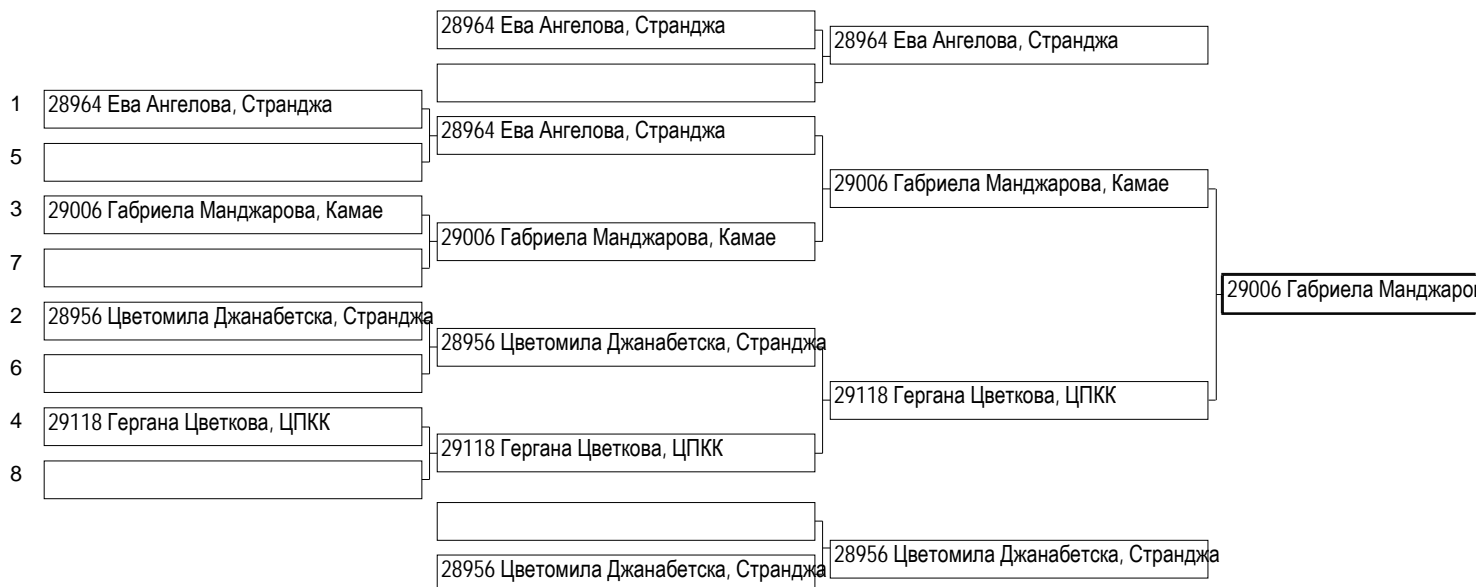 28964 Ева Ангелова, Странджа
28964 Ева Ангелова, Странджа
1 28964 Ева Ангелова, Странджа
28964 Ева Ангелова, Странджа
5
29006 Габриела Манджарова, Камае
3 29006 Габриела Манджарова, Камае
29006 Габриела Манджарова, Камае
7
29006 Габриела Манджаро
2 28956 Цветомила Джанабетска, Странджа
28956 Цветомила Джанабетска, Странджа
6
29118 Гергана Цветкова, ЦПКК
4 29118 Гергана Цветкова, ЦПКК
29118 Гергана Цветкова, ЦПКК
8
28956 Цветомила Джанабетска, Странджа
28956 Цветомила Джанабетска, Странджа